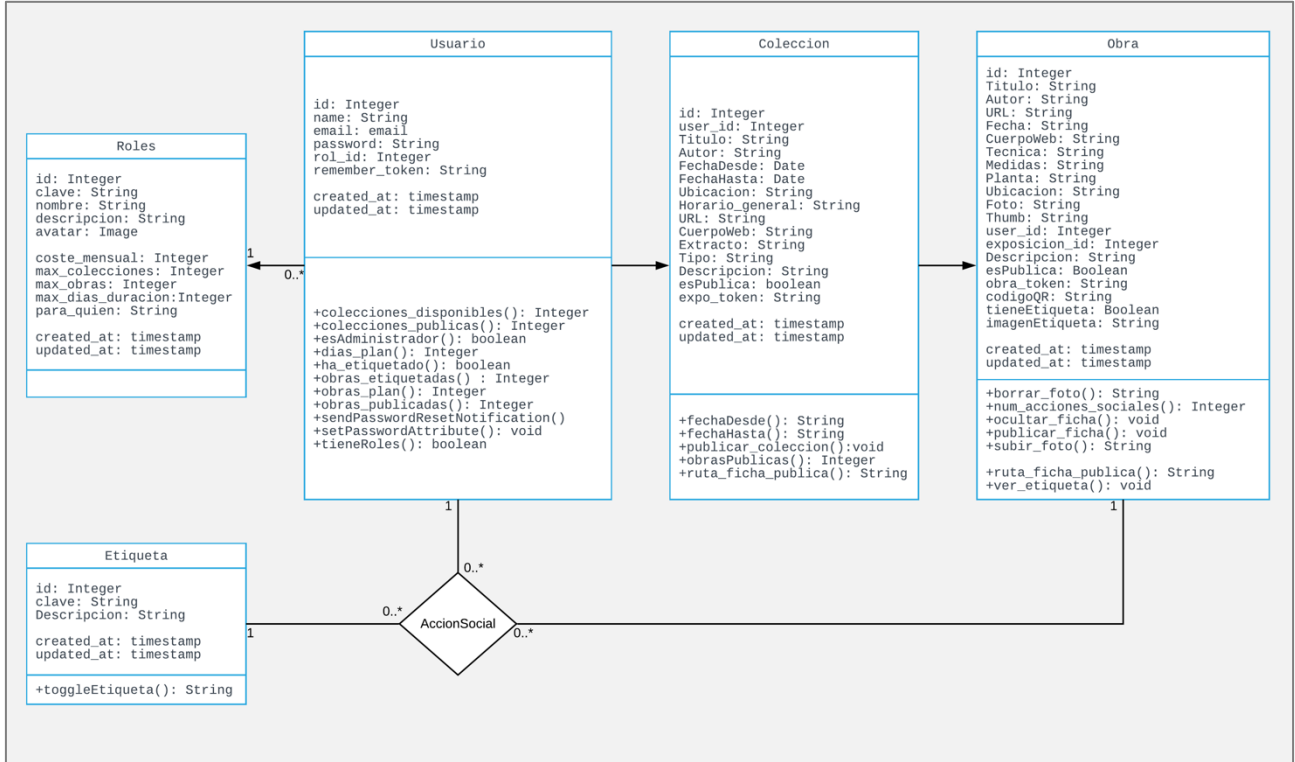 Roles
id: Integer
clave: String
nombre: String
descripcion: String
avatar: Image
coste_mensual: Integer
max_colecciones: Integer
max_obras: Integer
max_dias_duracion:Integer
para_quien: String
created_at: timestamp
updated_at: timestamp
1
0..*
Usuario
id: Integer
name: String
email: email
password: String
rol_id: Integer
remember_token: String
created_at: timestamp
updated_at: timestamp
+colecciones_disponibles(): Integer
+colecciones_publicas(): Integer
+esAdministrador(): boolean
+dias_plan(): Integer
+ha_etiquetado(): boolean
+obras_etiquetadas() : Integer
+obras_plan(): Integer
+obras_publicadas(): Integer
+sendPasswordResetNotification()
+setPasswordAttribute(): void
+tieneRoles(): boolean
Coleccion
id: Integer
user_id: Integer
Titulo: String
Autor: String
FechaDesde: Date
FechaHasta: Date
Ubicacion: String
Horario_general: String
URL: String
CuerpoWeb: String
Extracto: String
Tipo: String
Descripcion: String
esPublica: boolean
expo_token: String
created_at: timestamp
updated_at: timestamp
+fechaDesde(): String
+fechaHasta(): String
+publicar_coleccion():void
+obrasPublicas(): Integer
+ruta_ficha_publica(): String
Obra
id: Integer
Titulo: String
Autor: String
URL: String
Fecha: String
CuerpoWeb: String
Tecnica: String
Medidas: String
Planta: String
Ubicacion: String
Foto: String
Thumb: String
user_id: Integer
exposicion_id: Integer
Descripcion: String
esPublica: Boolean
obra_token: String
codigoQR: String
tieneEtiqueta: Boolean
imagenEtiqueta: String
created_at: timestamp
updated_at: timestamp
+borrar_foto(): String
+num_acciones_sociales(): Integer
+ocultar_ficha(): void
+publicar_ficha(): void
+subir_foto(): String
+ruta_ficha_publica(): String
+ver_etiqueta(): void
1
1
Etiqueta
id: Integer
clave: String
Descripcion: String
created_at: timestamp
updated_at: timestamp
+toggleEtiqueta(): String
1
0..*
0..*
AccionSocial
0..*